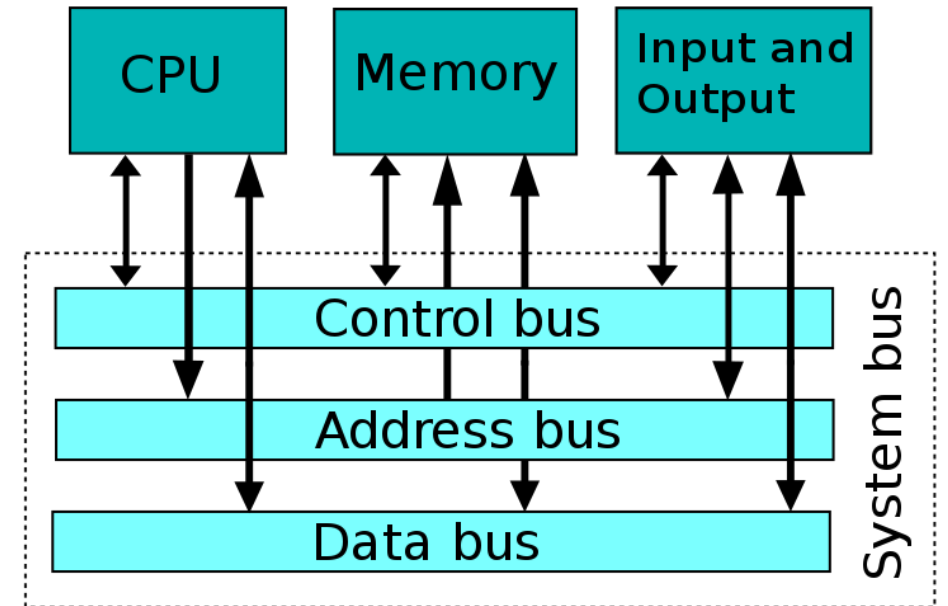 CPU
Memory
Input and
Output
Control bus
Address bus
Data bus
System bus